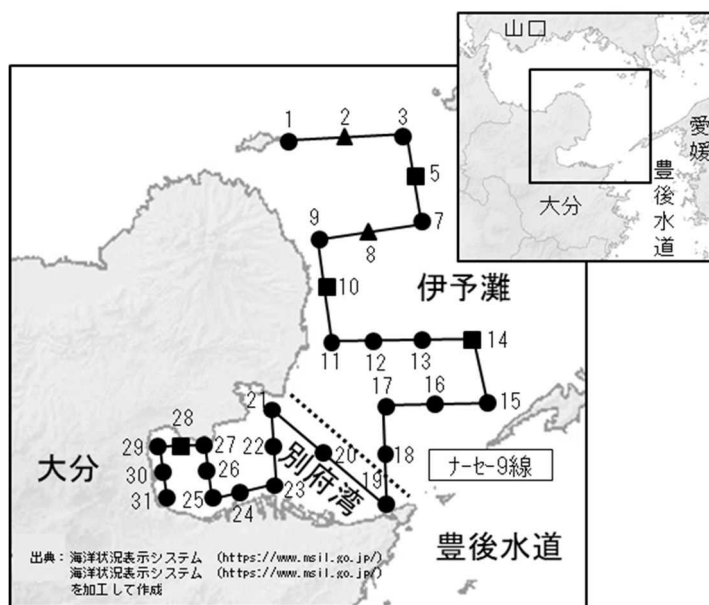 山口
愛媛
豊後水道
大分
1
2
3
5
7
9
8
10
伊予灘
11
12
13
14
15
16
17
18
19
20
21
22
23
24
25
26
27
28
29
30
31
別府湾
大分
ナーセー9線
豊後水道
出典：海洋状況表示システム （https://www.msil.go.jp/）
海洋状況表示システム （https://www.msil.go.jp/）
を加工して作成